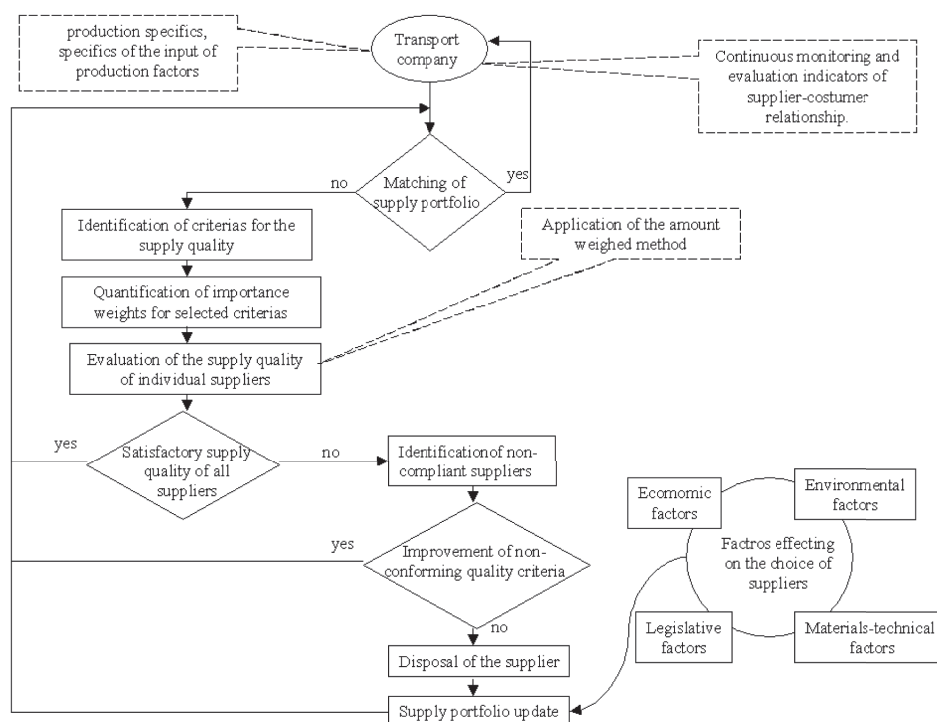 production specifics,
specifics of the input of
production factors
Transport
company
Continuous monitoring and
evaluation indicators of
supplier-costumer
relationship.
Matching of
supply portfolio
yes
no
Identification of criterias for the
supply quality
Application of the amount
weighed method
Quantification of importance
weights for selected criterias
Evaluation of the supply quality
of individual suppliers
yes
Satisfactory supply
quality of all
suppliers
no
Identification of non-
compliant suppliers
yes
Improvement of non-
conforming quality criteria
no
Disposal of the supplier
Supply portfolio update
Economic
factors
Environmental
factors
Factros effecting
on the choice of
suppliers
Legislative
factors
Materials-technical
factors